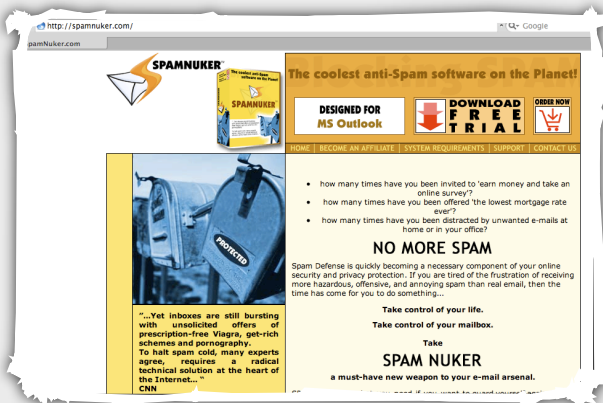 http://spamnuker.com/
Google
pamNuker.com
SPAMNUKER™
The coolest anti-Spam
SPAMNUKER™
The coolest anti-Spam software on the Planet!
DESIGNED FOR
MS Outlook
DOWNLOAD
FREE
TRIAL
ORDER NOW
HOME | BECOME AN AFFILIATE | SYSTEM REQUIREMENTS | SUPPORT | CONTACT US
• how many times have you been invited to 'earn money and take an
online survey'?
• how many times have you been offered 'the lowest mortgage rate
ever'?
• how many times have you been distracted by unwanted e-mails at
home or in your office?
NO MORE SPAM
Spam Defense is quickly becoming a necessary component of your online
security and privacy protection. If you are tired of the frustration of receiving
more hazardous, offensive, and annoying spam than real email, then the
time has come for you to do something...
Take control of your life.
Take control of your mailbox.
Take
SPAM NUKER
a must-have new weapon to your e-mail arsenal.
PROTECTED
"...Yet inboxes are still bursting
with unsolicited offers of
prescription-free Viagra, get-rich
schemes and pornography.
To halt spam cold, many experts
agree, requires a radical
technical solution at the heart of
the Internet... "
CNN